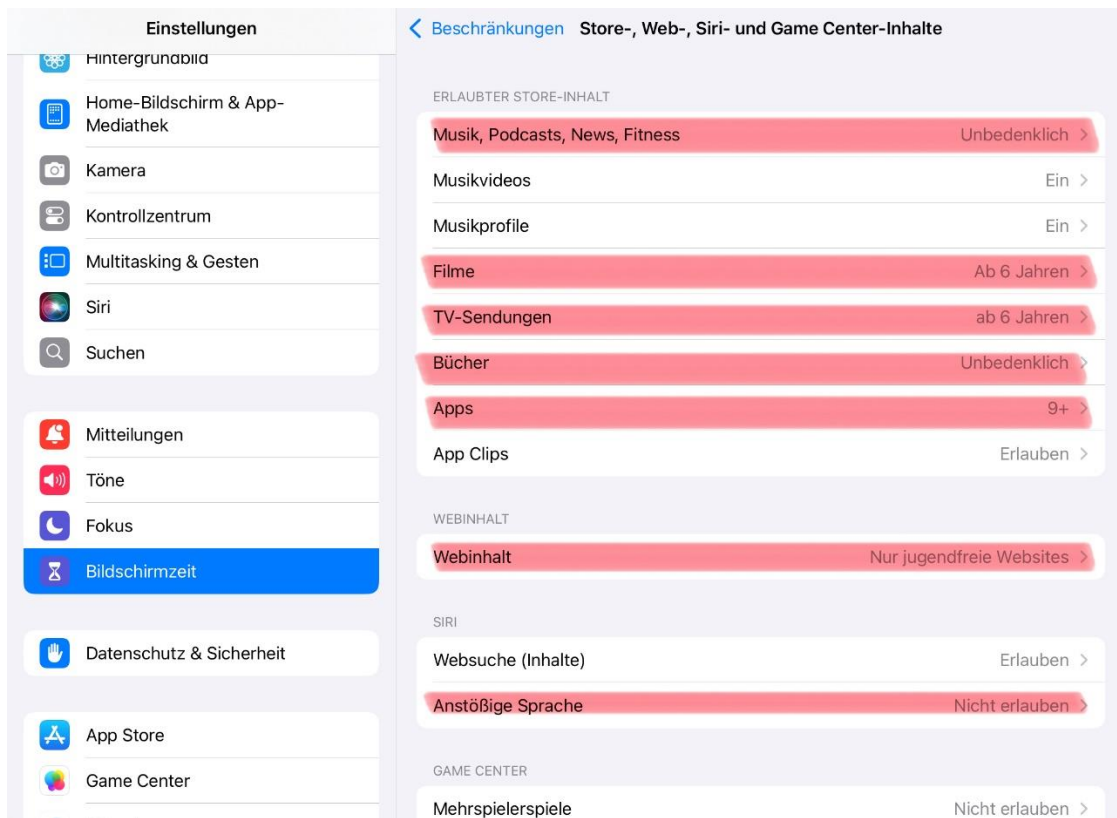 Einstellungen
Hintergrundbild
Home-Bildschirm & App-
Mediathek
Kamera
Kontrollzentrum
Multitasking & Gesten
Siri
Suchen
Mitteilungen
Töne
Fokus
Bildschirmzeit
Datenschutz & Sicherheit
App Store
Game Center
Beschränkungen Store-, Web-, Siri- und Game Center-Inhalte
ERLAUBTER STORE-INHALT
Musik, Podcasts, News, Fitness Unbedenklich
Musikvideos Ein
Musikprofile Ein
Filme Ab 6 Jahren
TV-Sendungen ab 6 Jahren
Bücher Unbedenklich
Apps 9+
App Clips Erlauben
WEBINHALT
Webinhalt Nur jugendfreie Websites
SIRI
Websuche (Inhalte) Erlauben
Anstößige Sprache Nicht erlauben
GAME CENTER
Mehrspielerspiele Nicht erlauben